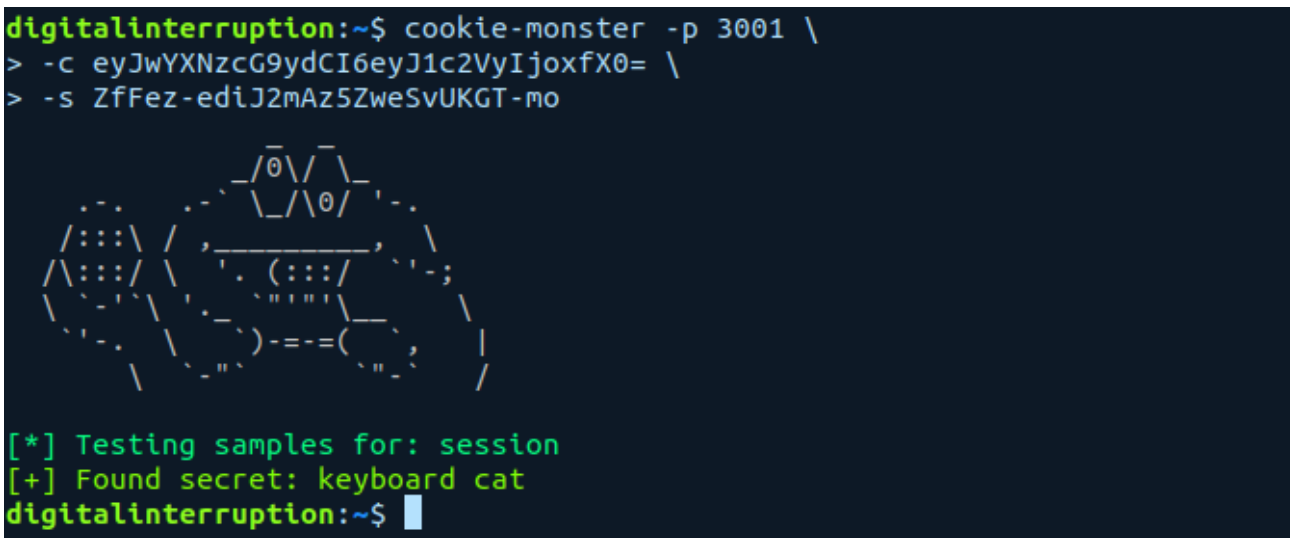 digitalinterruption:~$ cookie-monster -p 3001 \
> -c eyJwYXNzcG9ydCI6eyJ1c2VyIjoxfX0= \
> -s ZfFez-ediJ2mAz5ZweSvUKGT-mo
[*] Testing samples for: session
[+] Found secret: keyboard cat
digitalinterruption:~$